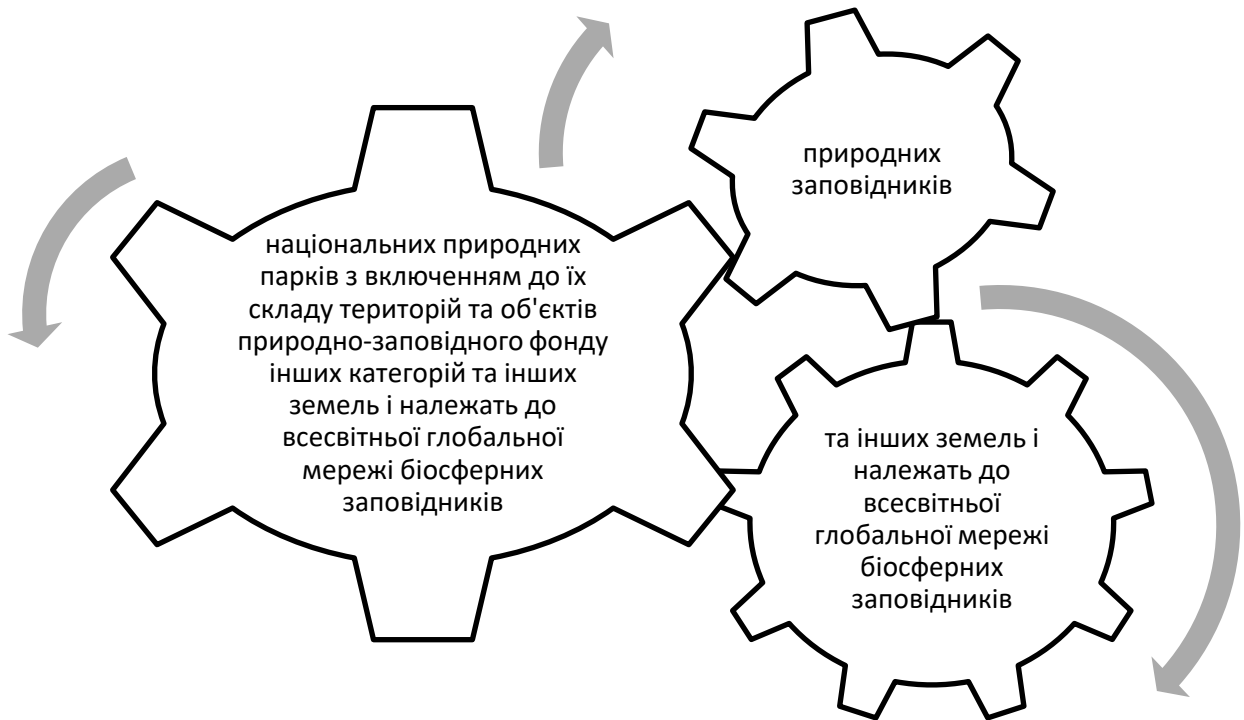 природних
заповідників
національних природних
парків з включенням до їх
складу територій та об'єктів
природно-заповідного фонду
інших категорій та інших
земель і належать до
всесвітньої глобальної
мережі біосферних
заповідників
та інших земель і
належать до
всесвітньої
глобальної мережі
біосферних
заповідників